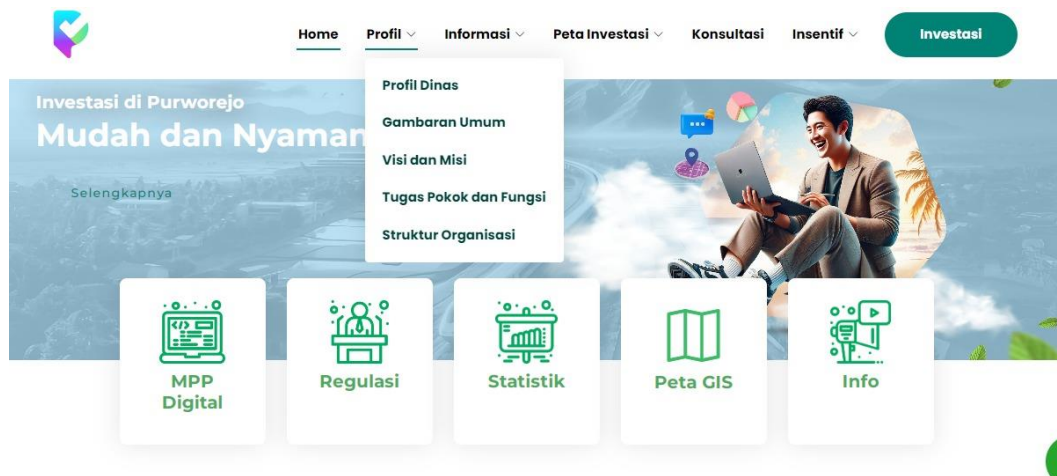 Home Profil Informasi Peta Investasi Konsultasi Insentif Investasi
Profil Dinas
Gambaran Umum
Visi dan Misi
Tugas Pokok dan Fungsi
Struktur Organisasi
Investasi di Purworejo
Mudah dan Nyaman
Selengkapnya
MPP
Digital
Regulasi
Statistik
Peta GIS
Info